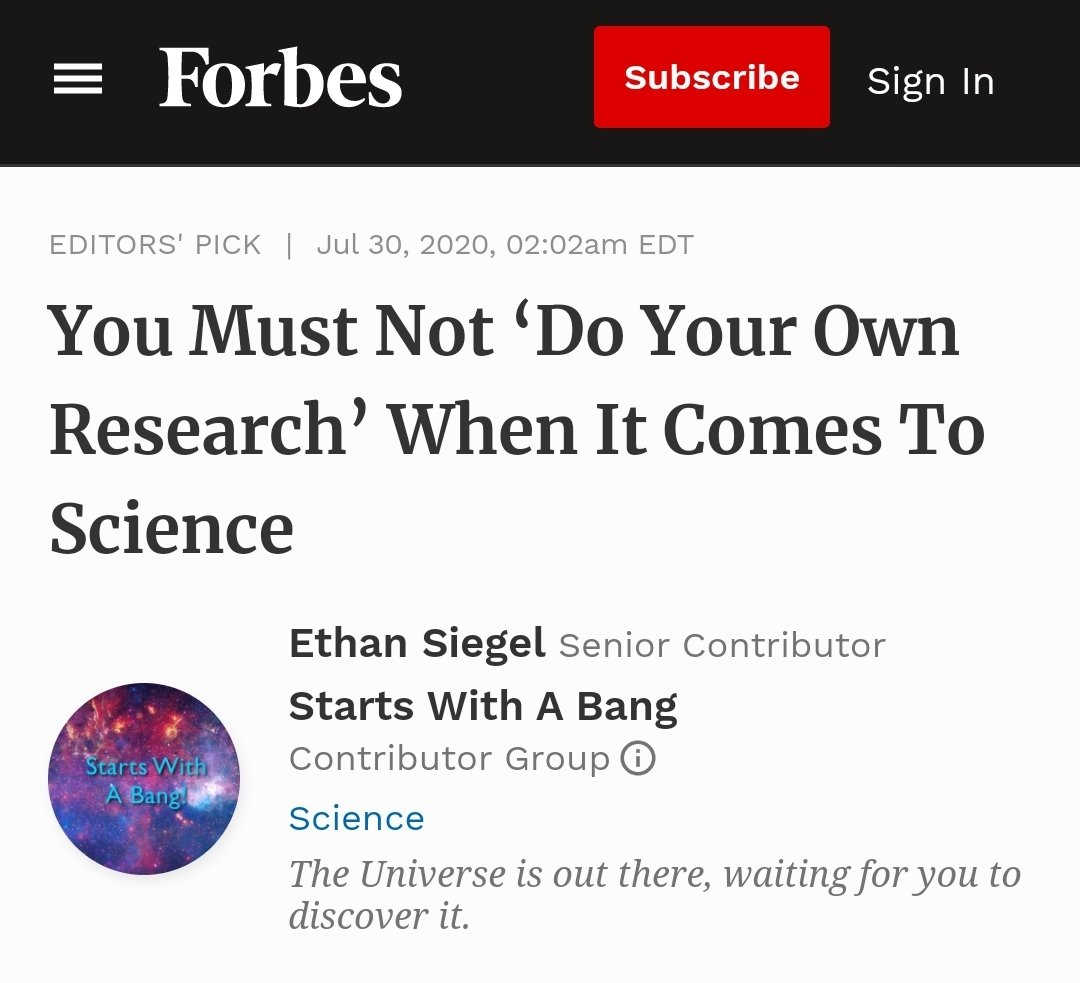 Forbes
Subscribe
Sign In
EDITORS' PICK | Jul 30, 2020, 02:02am EDT
You Must Not ‘Do Your Own
Research’ When It Comes To
Science
Ethan Siegel Senior Contributor
Starts With A Bang
Contributor Group
Starts With
A Bang!
Science
The Universe is out there, waiting for you to
discover it.